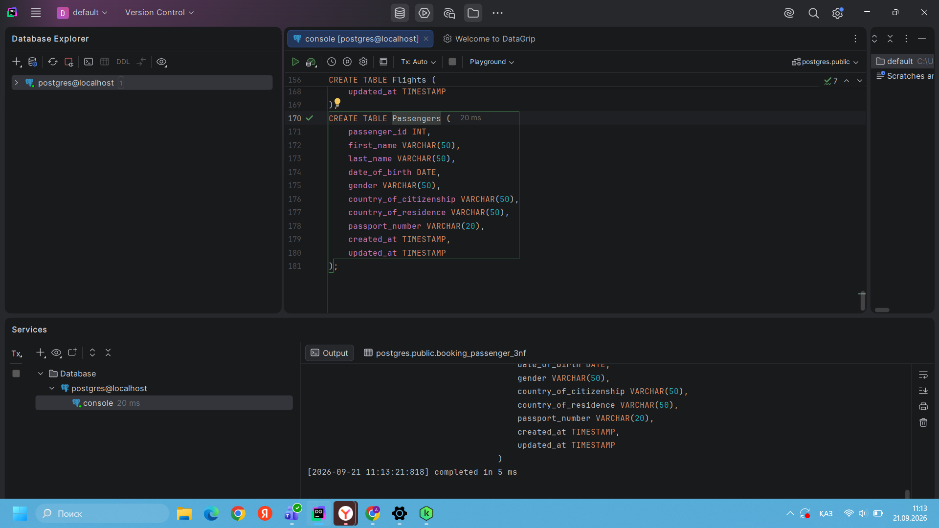 D default Version Control
Database Explorer
console [postgres@localhost] Welcome to DataGrip
default C:\U
DDL
Tx: Auto Playground postgres.public
Scratches ar
postgres@localhost 1
156 CREATE TABLE Flights (
7
168 updated_at TIMESTAMP
169 );
170 CREATE TABLE Passengers ( 20 ms
171 passenger_id INT,
172 first_name VARCHAR(50),
173 last_name VARCHAR(50),
174 date_of_birth DATE,
175 gender VARCHAR(50),
176 country_of_citizenship VARCHAR(50),
177 country_of_residence VARCHAR(50),
178 passport_number VARCHAR(20),
179 created_at TIMESTAMP,
180 updated_at TIMESTAMP
181 );
Services
Tx
Output postgres.public.booking_passenger_3nf
Database
postgres@localhost
console 20 ms
date_of_birth DATE,
gender VARCHAR(50),
country_of_citizenship VARCHAR(50),
country_of_residence VARCHAR(50),
passport_number VARCHAR(20),
created_at TIMESTAMP,
updated_at TIMESTAMP
)
[2026-09-21 11:13:21:818] completed in 5 ms
Поиск
ҚАЗ
11:13
21.09.2026